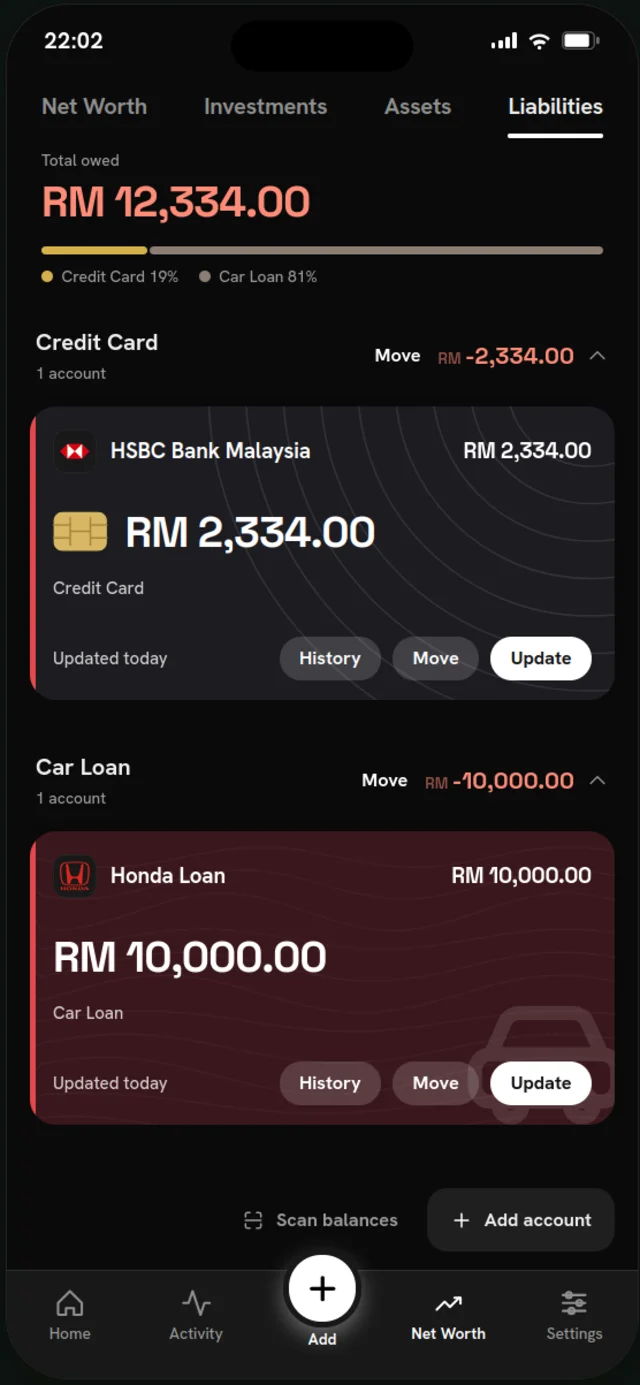 22:02
Net Worth Investments Assets Liabilities
Total owed
RM 12,334.00
Credit Card 19% Car Loan 81%
Credit Card
1 account
Move RM -2,334.00
HSBC Bank Malaysia RM 2,334.00
RM 2,334.00
Credit Card
Updated today History Move Update
Car Loan
1 account
Move RM -10,000.00
HONDA
Honda Loan RM 10,000.00
RM 10,000.00
Car Loan
Updated today History Move Update
Scan balances + Add account
Home Activity Add Net Worth Settings